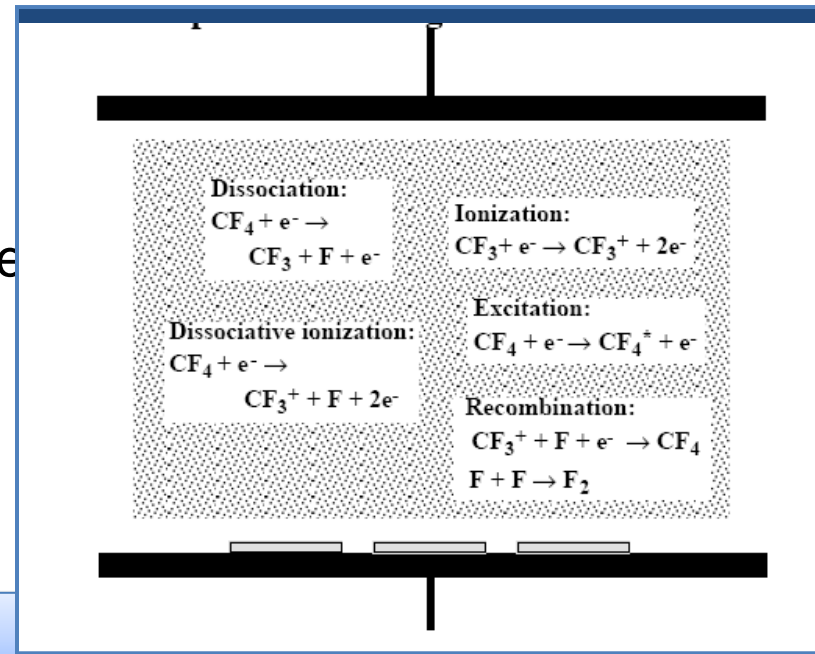 Dissociation:
CF₄ + e⁻ →
CF₃ + F + e⁻
Ionization:
CF₃+ e⁻ → CF₃⁺ + 2e⁻
Dissociative ionization:
CF₄ + e⁻ →
CF₃⁺ + F + 2e⁻
Excitation:
CF₄ + e⁻ → CF₄* + e⁻
Recombination:
CF₃⁺ + F + e⁻ → CF₄
F + F → F₂
e